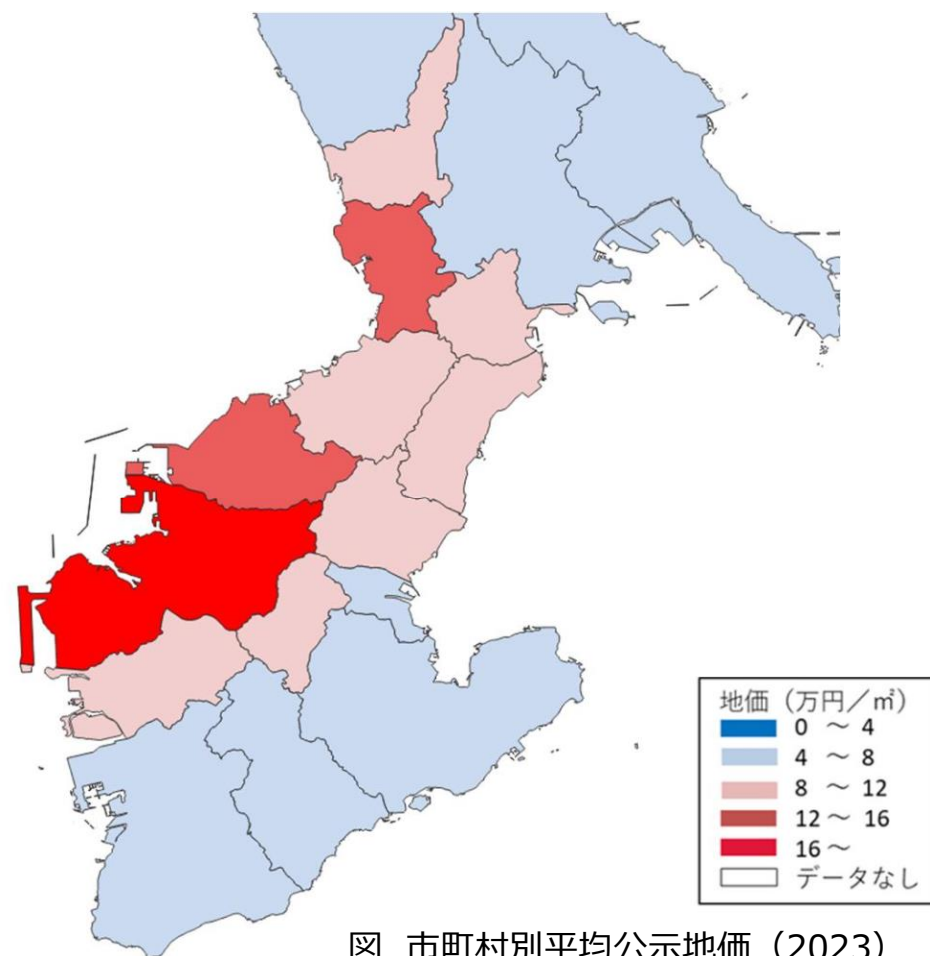 地価（万円／㎡）
0 ～ 4
4 ～ 8
8 ～ 12
12～ 16
16～
データなし
図 市町村別平均公示地価（2023）